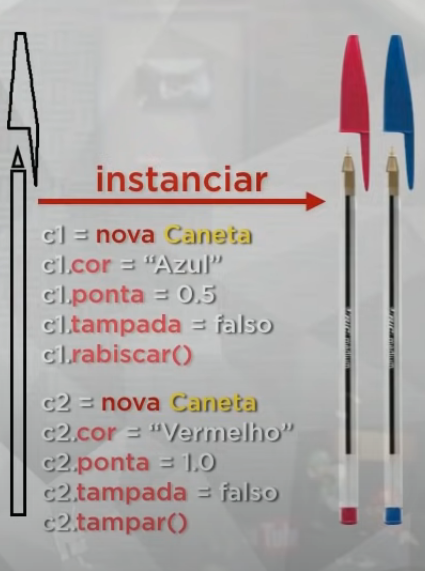 instanciar
c1 = nova Caneta
c1.cor = “Azul”
c1.ponta = 0.5
c1.tampada = falso
c1.rabiscar()
c2 = nova Caneta
c2.cor = “Vermelho”
c2.ponta = 1.0
c2.tampada = falso
c2.tampar()